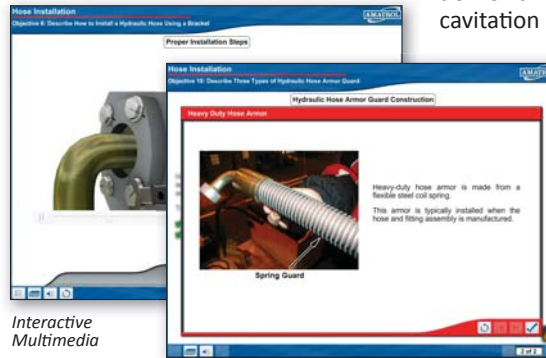 cavitation
Hose Installation
Objective 6: Describe How to Install a Hydraulic Hose Using a Bracket
AMATROL
Proper Installation Steps
Hose Installation
Objective 10: Describe Three Types of Hydraulic Hose Armor Guard
AMATR
Hydraulic Hose Armor Guard Construction
Heavy Duty Hose Armor
Heavy-duty hose armor is made from a
flexible steel coil spring.
This armor is typically installed when the
hose and fitting assembly is manufactured.
Spring Guard
2 of 2
Interactive
Multimedia